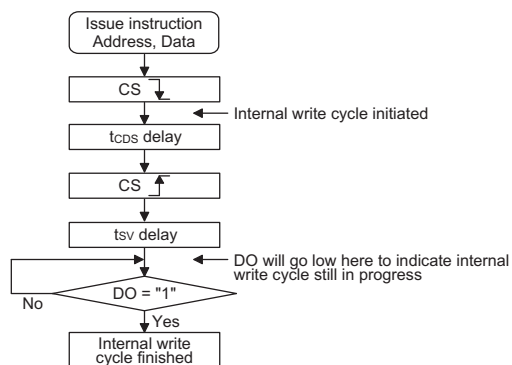 Issue instruction
Address, Data
CS
Internal write cycle initiated
tCDS delay
CS
tSV delay
DO will go low here to indicate internal
write cycle still in progress
DO = "1"
No
Yes
Internal write
cycle finished